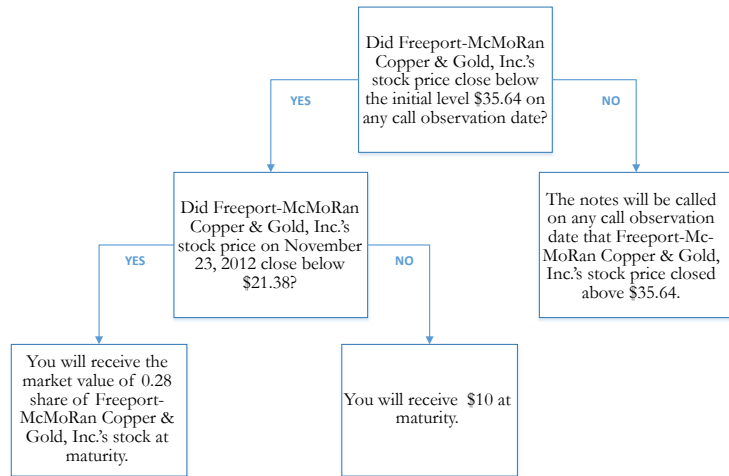 Did Freeport-McMoRan
Copper & Gold, Inc.'s
stock price close below
the initial level $35.64 on
any call observation date?
YES
NO
Did Freeport-McMoRan
Copper & Gold, Inc.'s
stock price on November
23, 2012 close below
$21.38?
The notes will be called
on any call observation
date that Freeport-Mc-
MoRan Copper & Gold,
Inc.'s stock price closed
above $35.64.
YES
NO
You will receive the
market value of 0.28
share of Freeport-
McMoRan Copper &
Gold, Inc.'s stock at
maturity.
You will receive $10 at
maturity.